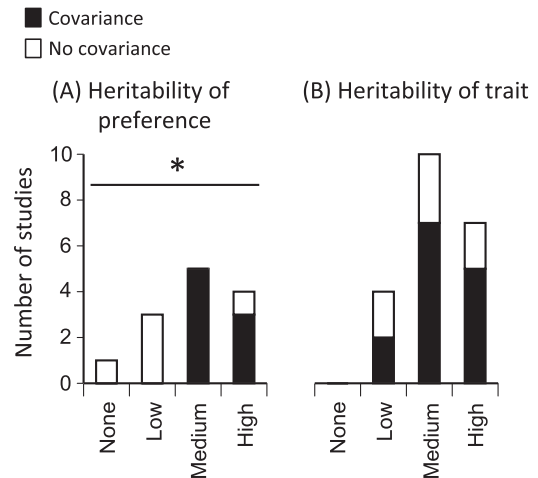 Covariance
No covariance
(A) Heritability of
preference
(B) Heritability of trait
Number of studies
10
8
6
4
2
0
*
None
Low
Medium
High
None
Low
Medium
High